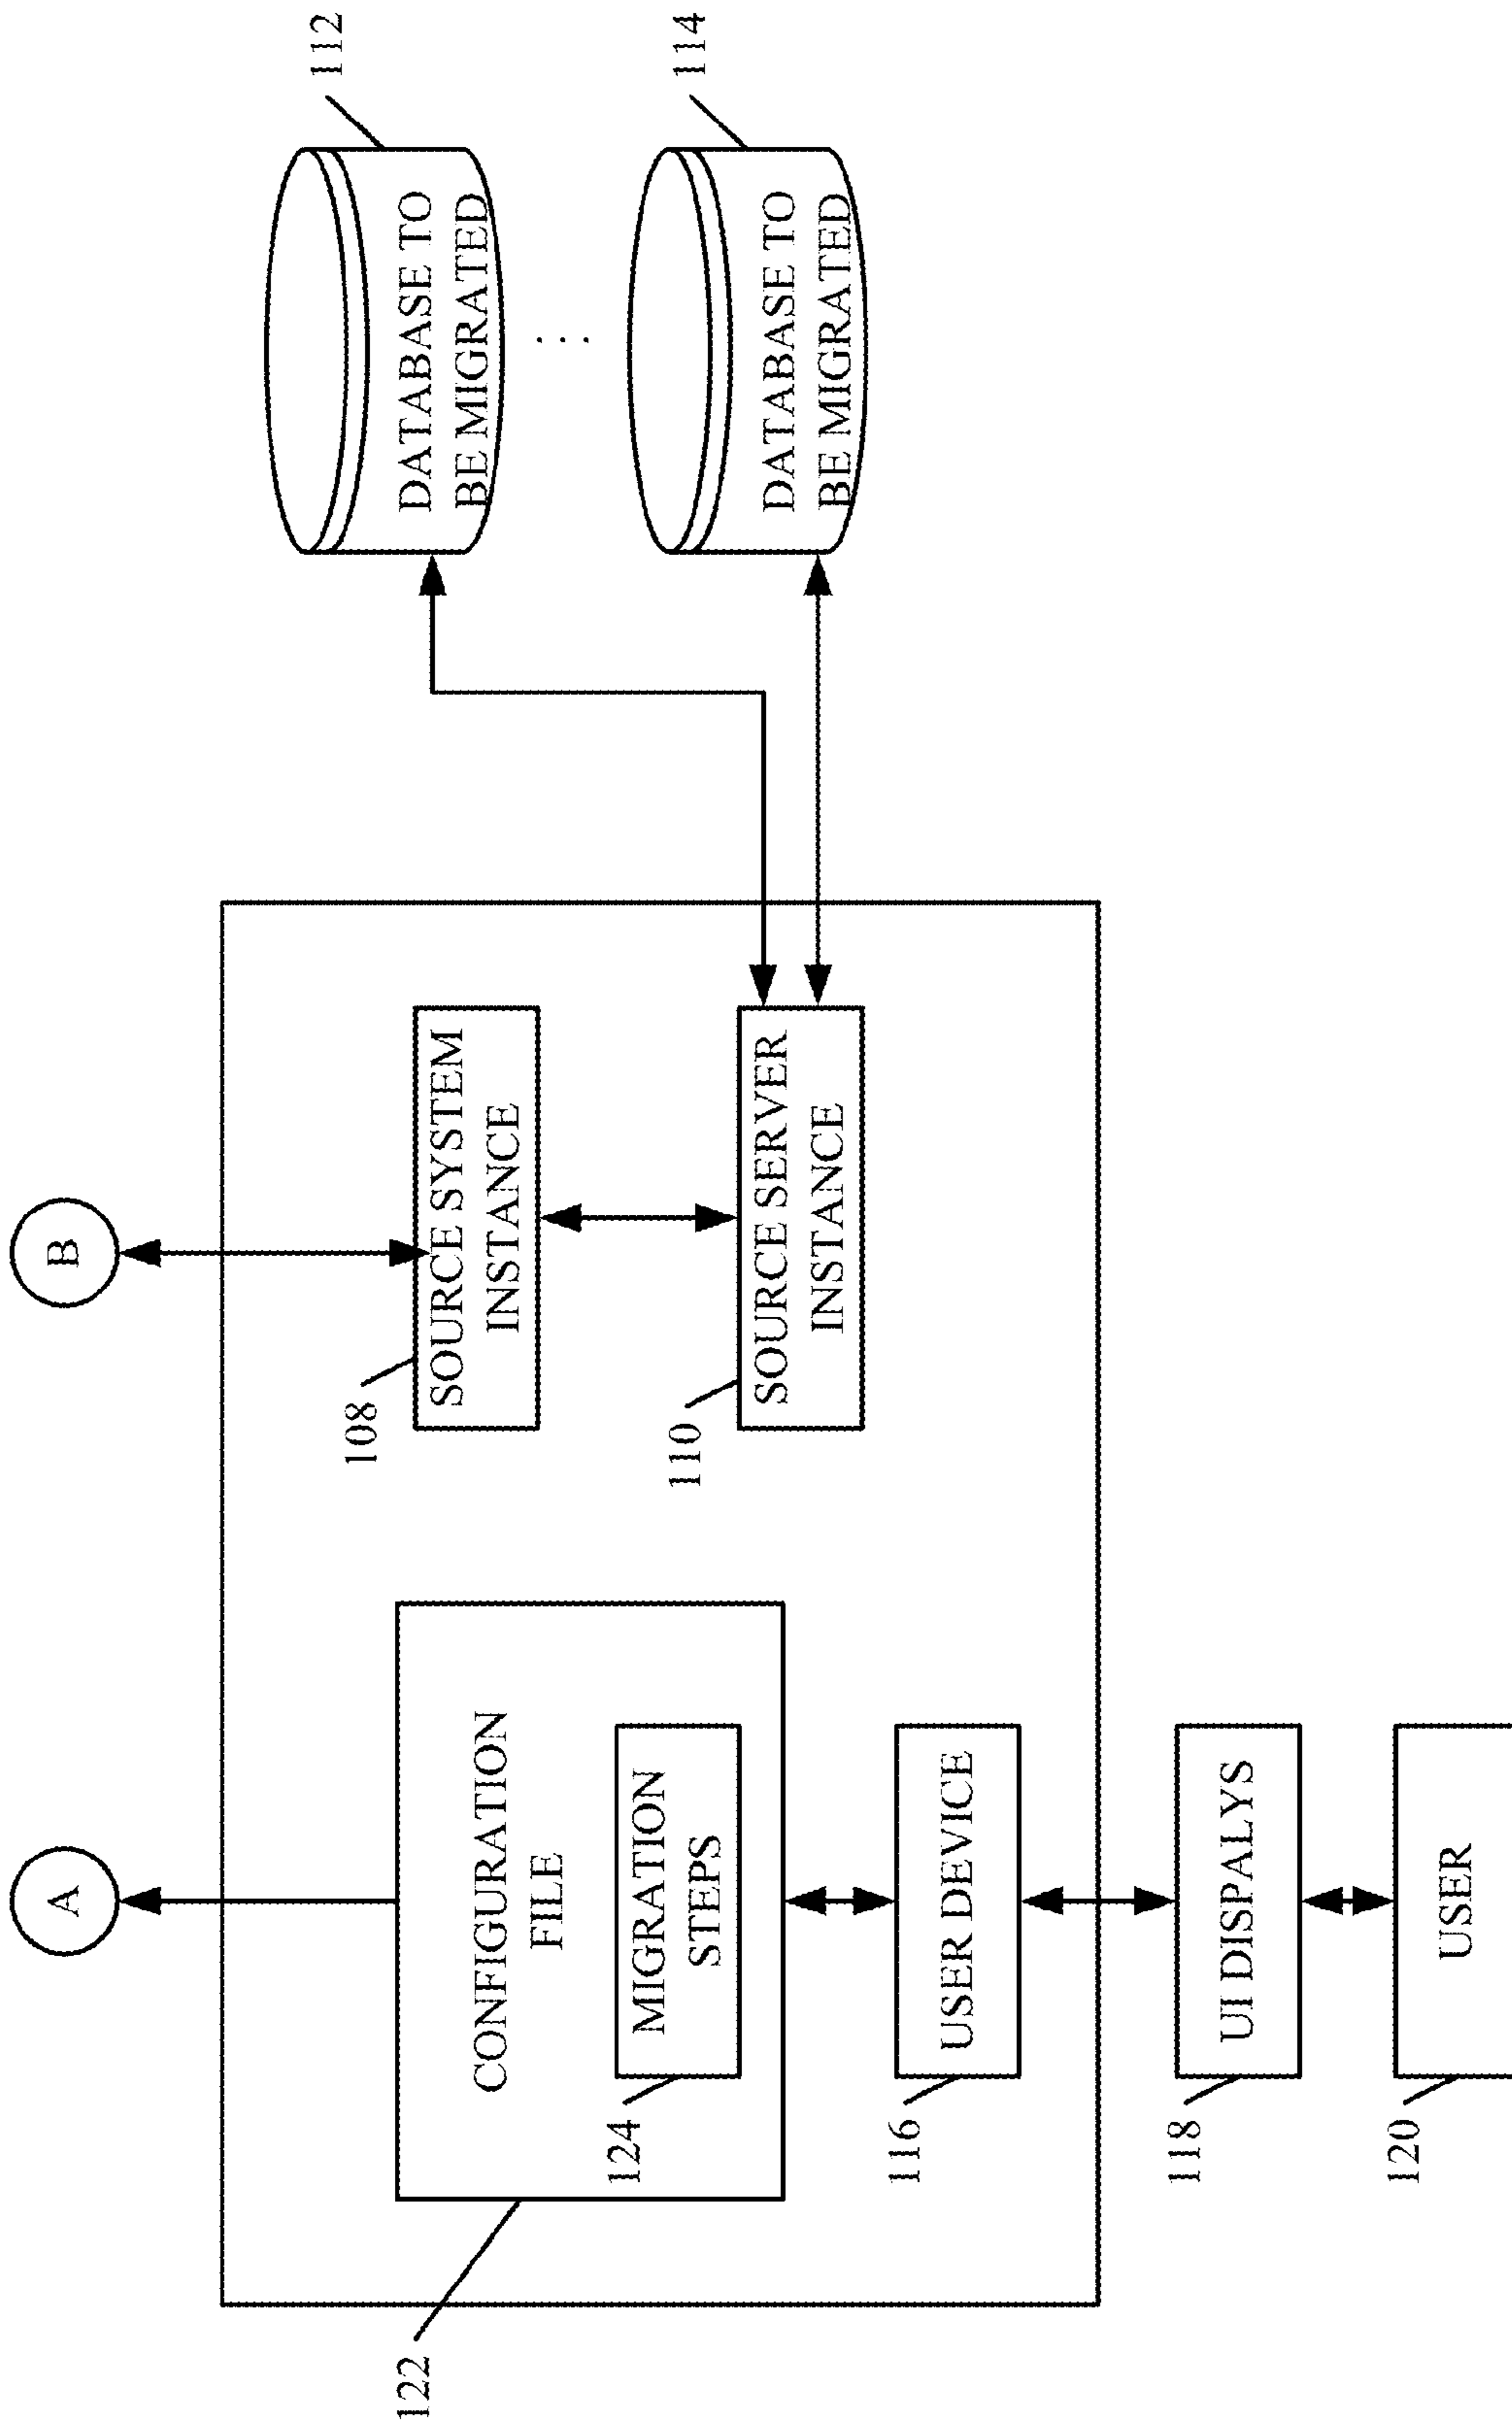 A
B
112
DATABASE TO
BE MIGRATED
. . .
114
DATABASE TO
BE MIGRATED
108
SOURCE SYSTEM
INSTANCE
110
SOURCE SERVER
INSTANCE
122
CONFIGURATION
FILE
124
MIGRATION
STEPS
116
USER DEVICE
118
UI DISPALYS
120
USER